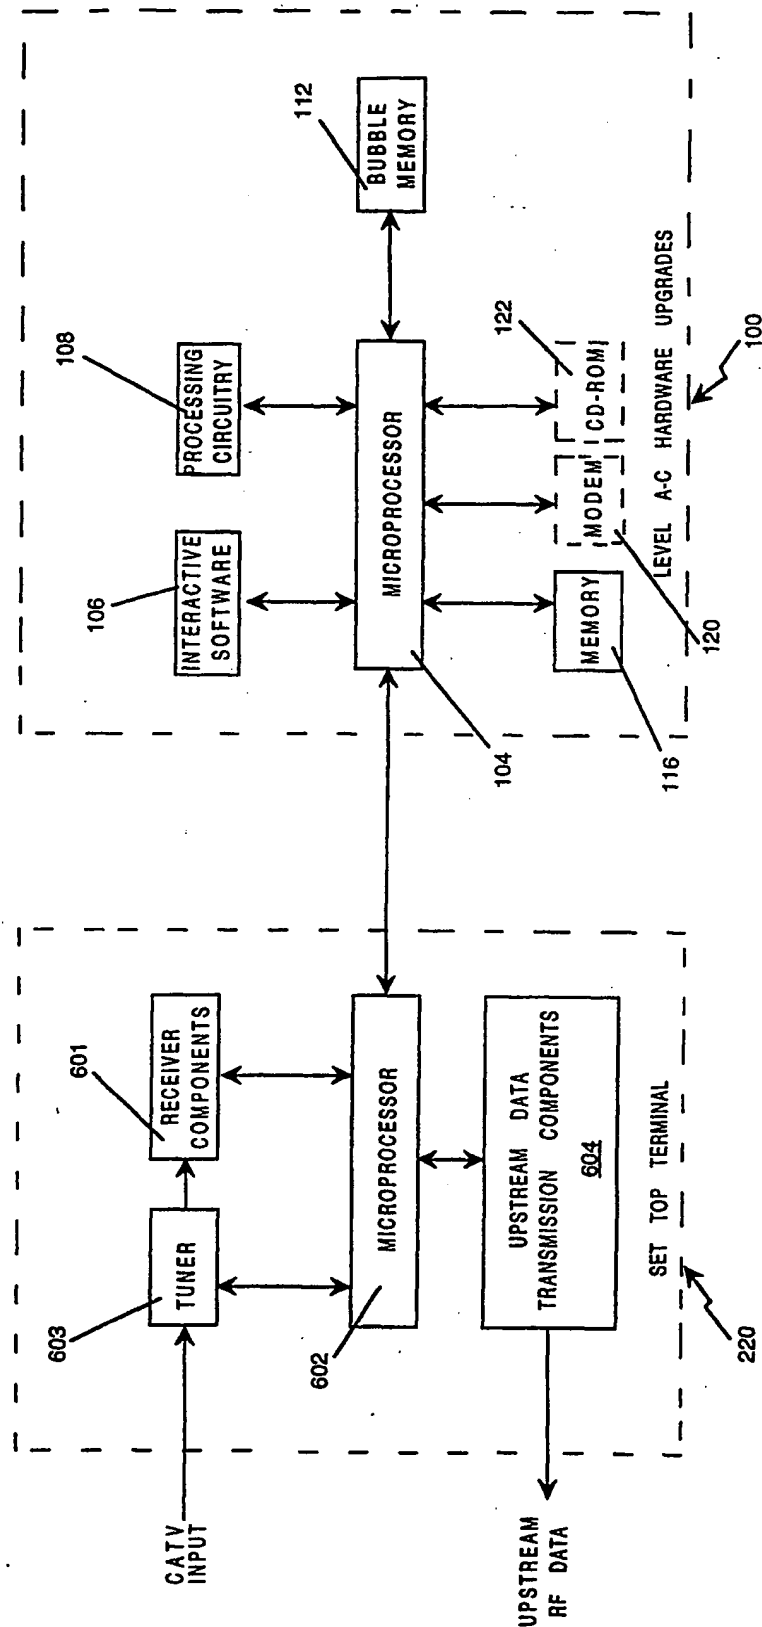 CATV
INPUT
603
TUNER
601
RECEIVER
COMPONENTS
602
MICROPROCESSOR
UPSTREAM DATA
TRANSMISSION COMPONENTS
604
UPSTREAM
RF DATA
SET TOP TERMINAL
220
106
INTERACTIVE
SOFTWARE
108
PROCESSING
CIRCUITRY
MICROPROCESSOR
104
112
BUBBLE
MEMORY
MEMORY
116
MODEM
120
CD-ROM
122
LEVEL A-C HARDWARE UPGRADES
100